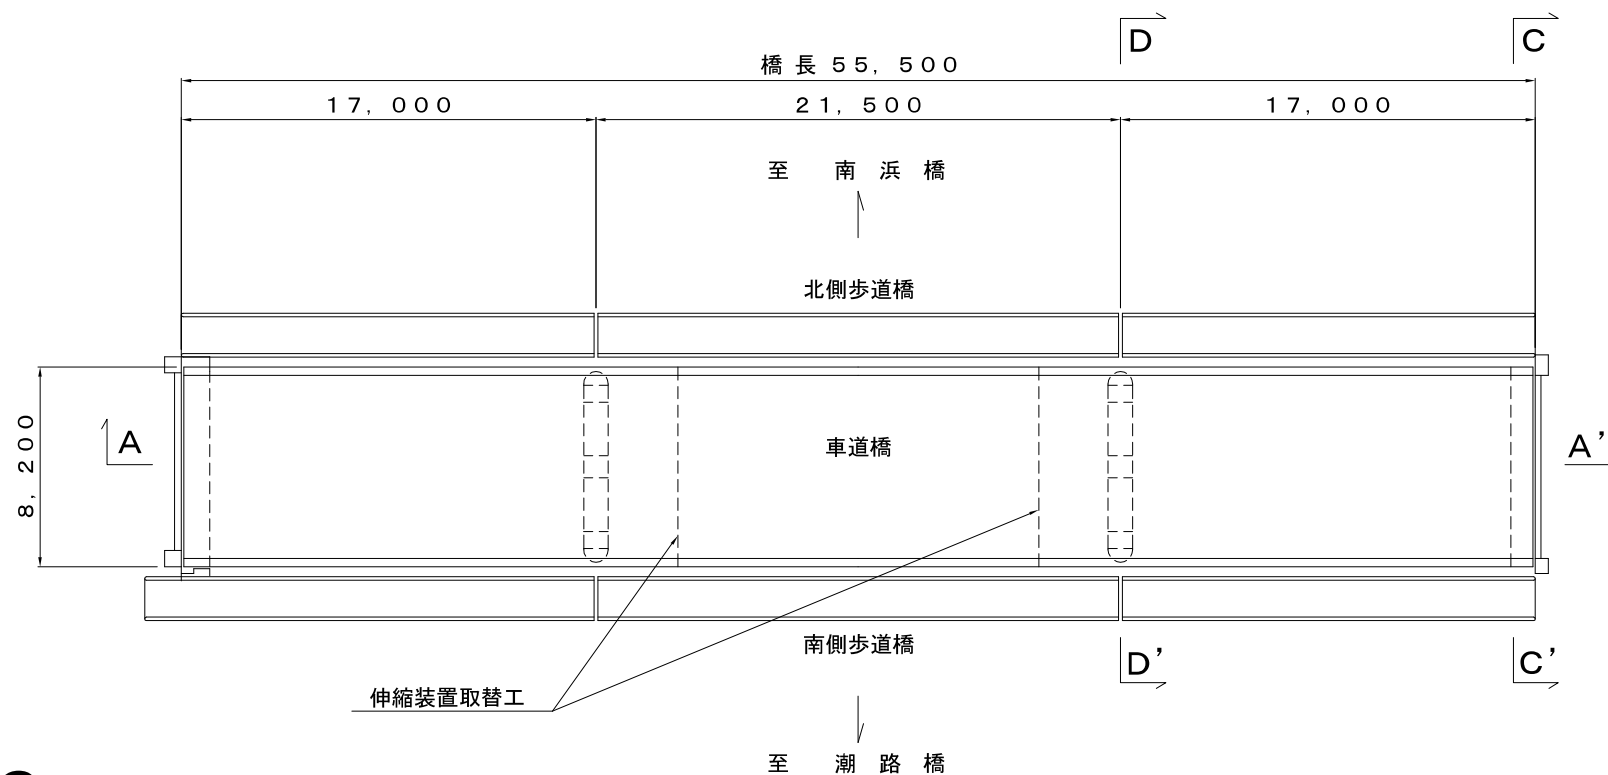 D
C
橋長 55,500
17,000
21,500
17,000
至 南浜橋
北側歩道橋
8,200
A
車道橋
A'
南側歩道橋
D'
C'
伸縮装置取替工
至 潮路橋